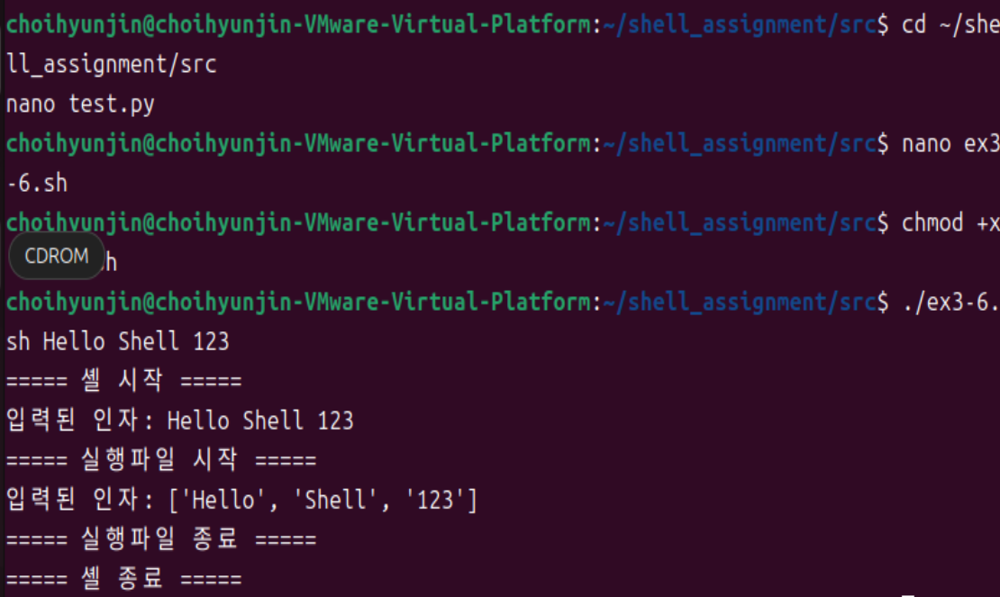 choihyunjin@choihyunjin-VMware-Virtual-Platform:~/shell_assignment/src$ cd ~/she
ll_assignment/src
nano test.py
choihyunjin@choihyunjin-VMware-Virtual-Platform:~/shell_assignment/src$ nano ex3
-6.sh
choihyunjin@choihyunjin-VMware-Virtual-Platform:~/shell_assignment/src$ chmod +x
CDROM h
choihyunjin@choihyunjin-VMware-Virtual-Platform:~/shell_assignment/src$ ./ex3-6.
sh Hello Shell 123
===== 셸 시작 =====
입력된 인자: Hello Shell 123
===== 실행파일 시작 =====
입력된 인자: ['Hello', 'Shell', '123']
===== 실행파일 종료 =====
===== 셸 종료 =====